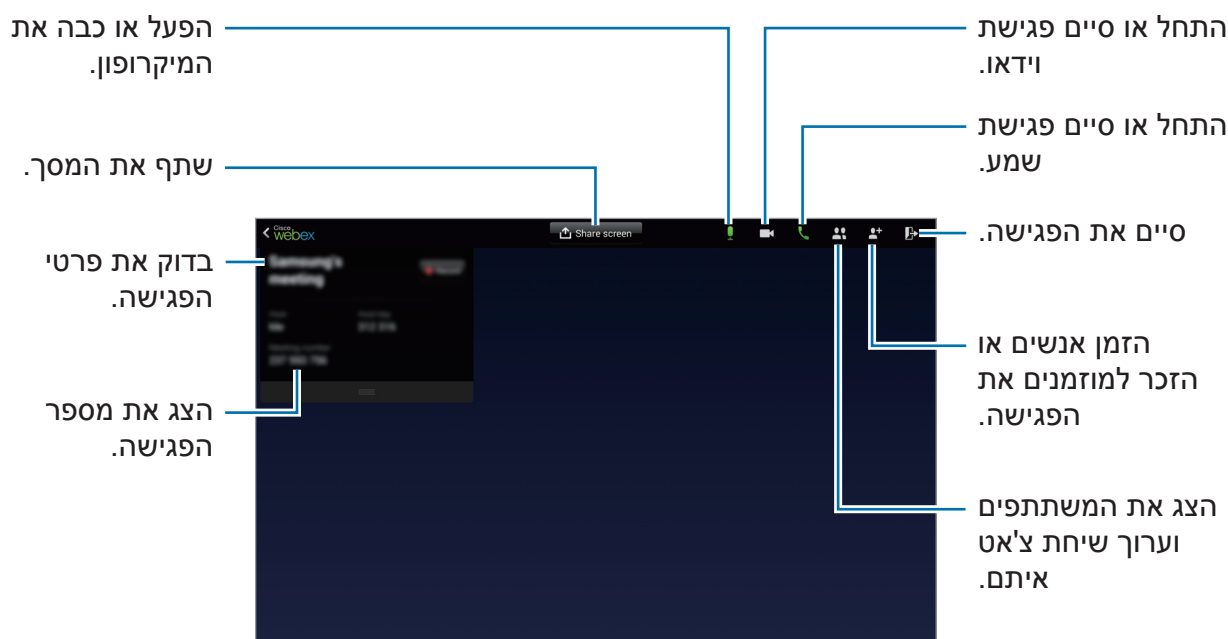 הפעל או כבה את
המיקרופון.
שתף את המסך.
בדוק את פרטי
הפגישה.
הצג את מספר
הפגישה.
התחל או סיים פגישת
וידאו.
התחל או סיים פגישת
שמע.
סיים את הפגישה.
הזמן אנשים או
הזכר למוזמנים את
הפגישה.
הצג את המשתתפים
וערוך שיחת צ'אט
איתם.
Cisco
webex
Share screen
Samsung's
meeting